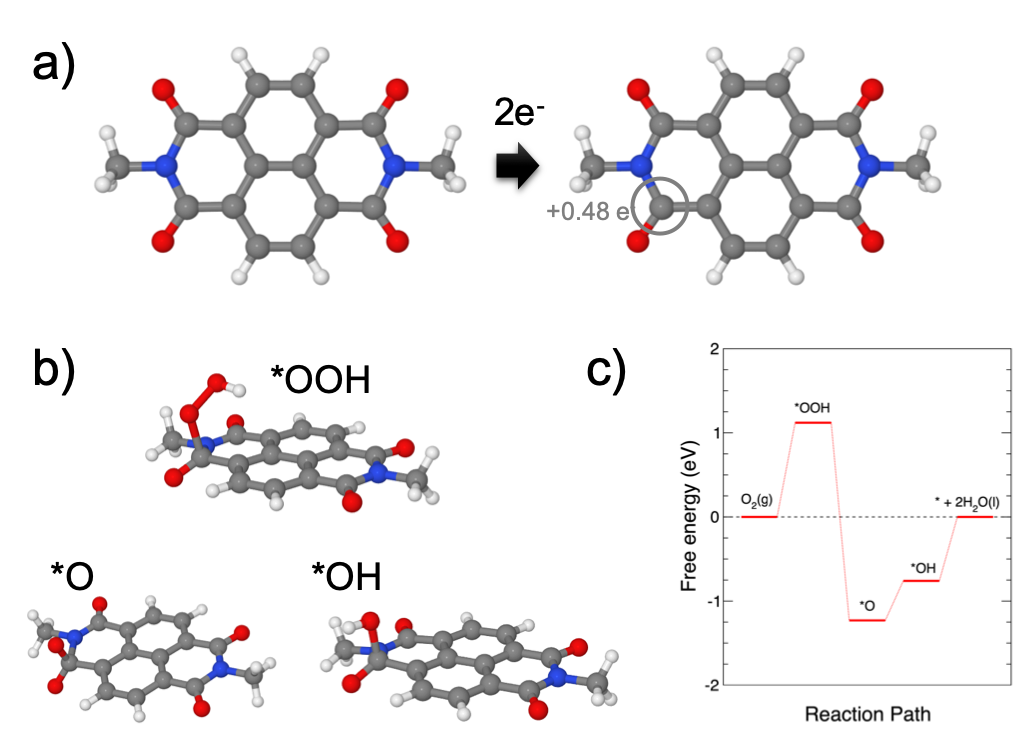 a)
2e-
+0.48 e
b)
*OOH
*O
*OH
c)
Free energy (eV)
2
1
0
-1
-2
O2(g)
*OOH
*O
*OH
* + 2H2O(l)
Reaction Path